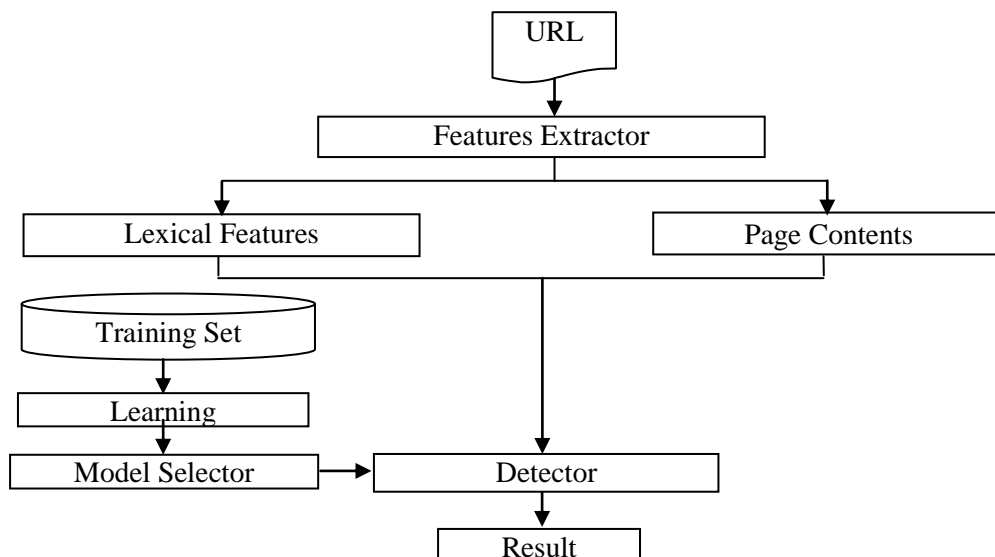 URL
Features Extractor
Lexical Features
Page Contents
Training Set
Learning
Model Selector
Detector
Result